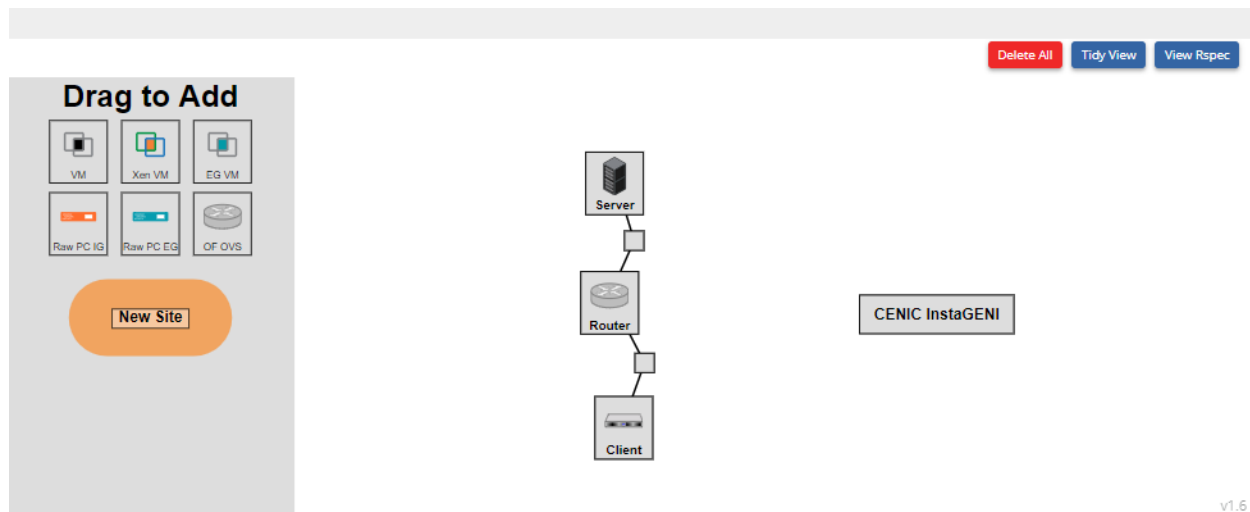 Delete All
Tidy View
View Rspec
Drag to Add
VM
Xen VM
EG VM
Raw PC IG
Raw PC EG
OF OVS
New Site
Server
Router
Client
CENIC InstaGENI
v1.6